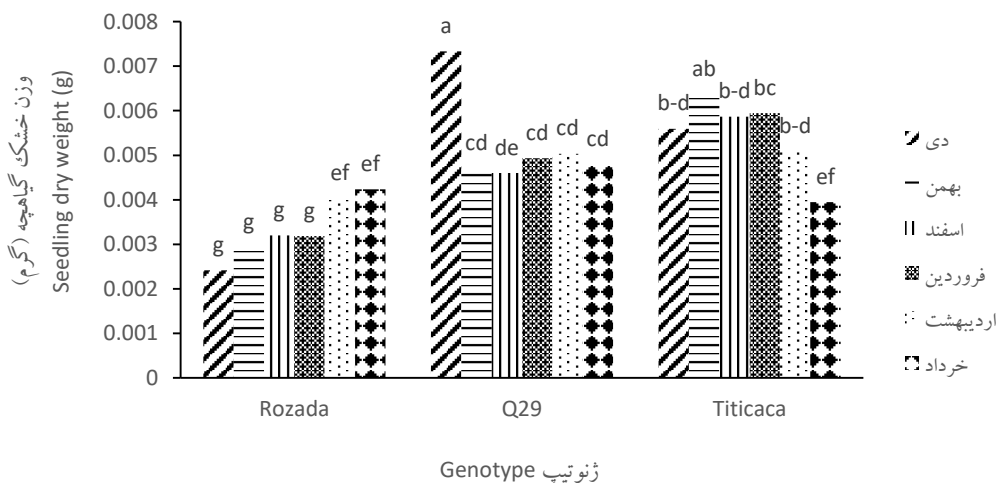 وزن خشک گیاهچه (گرم)
Seedling dry weight (g)
0.008
0.007
0.006
0.005
0.004
0.003
0.002
0.001
0
g g g g ef ef
a cd de cd cd cd
b-d ab b-d bc b-d ef
Rozada Q29 Titicaca
ژنوتیپ Genotype
دی
بهمن
اسفند
فروردین
اردیبهشت
خرداد